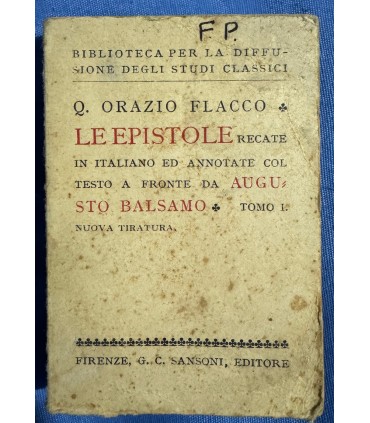 F P.
BIBLIOTECA PER LA DIFFU-
SIONE DEGLI STUDI CLASSICI
Q. ORAZIO FLACCO
LE EPISTOLE RECATE
IN ITALIANO ED ANNOTATE COL
TESTO A FRONTE DA AUGU-
STO BALSAMO TOMO I.
NUOVA TIRATURA.
FIRENZE, G. C. SANSONI, EDITORE